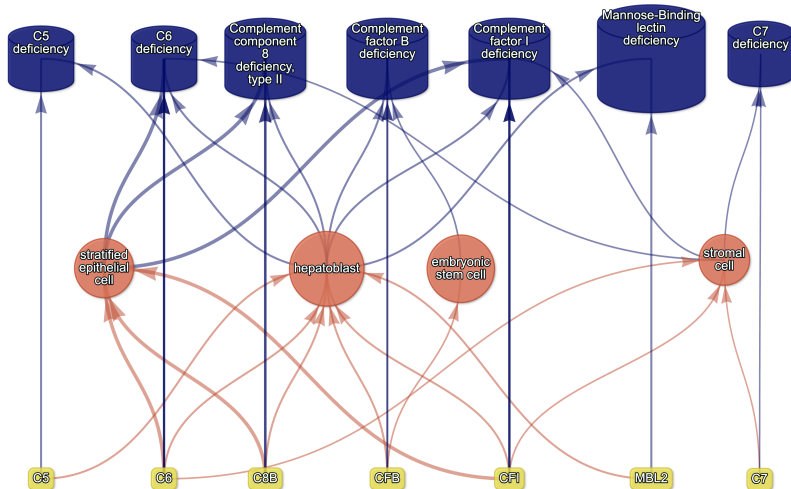 C5
deficiency
C6
deficiency
Complement
component
8
deficiency,
type II
Complement
factor B
deficiency
Complement
factor I
deficiency
Mannose-Binding
lectin
deficiency
C7
deficiency
stratified
epithelial
cell
hepatoblast
embryonic
stem cell
stromal
cell
C5
C6
C8B
CFB
CFI
MBL2
C7